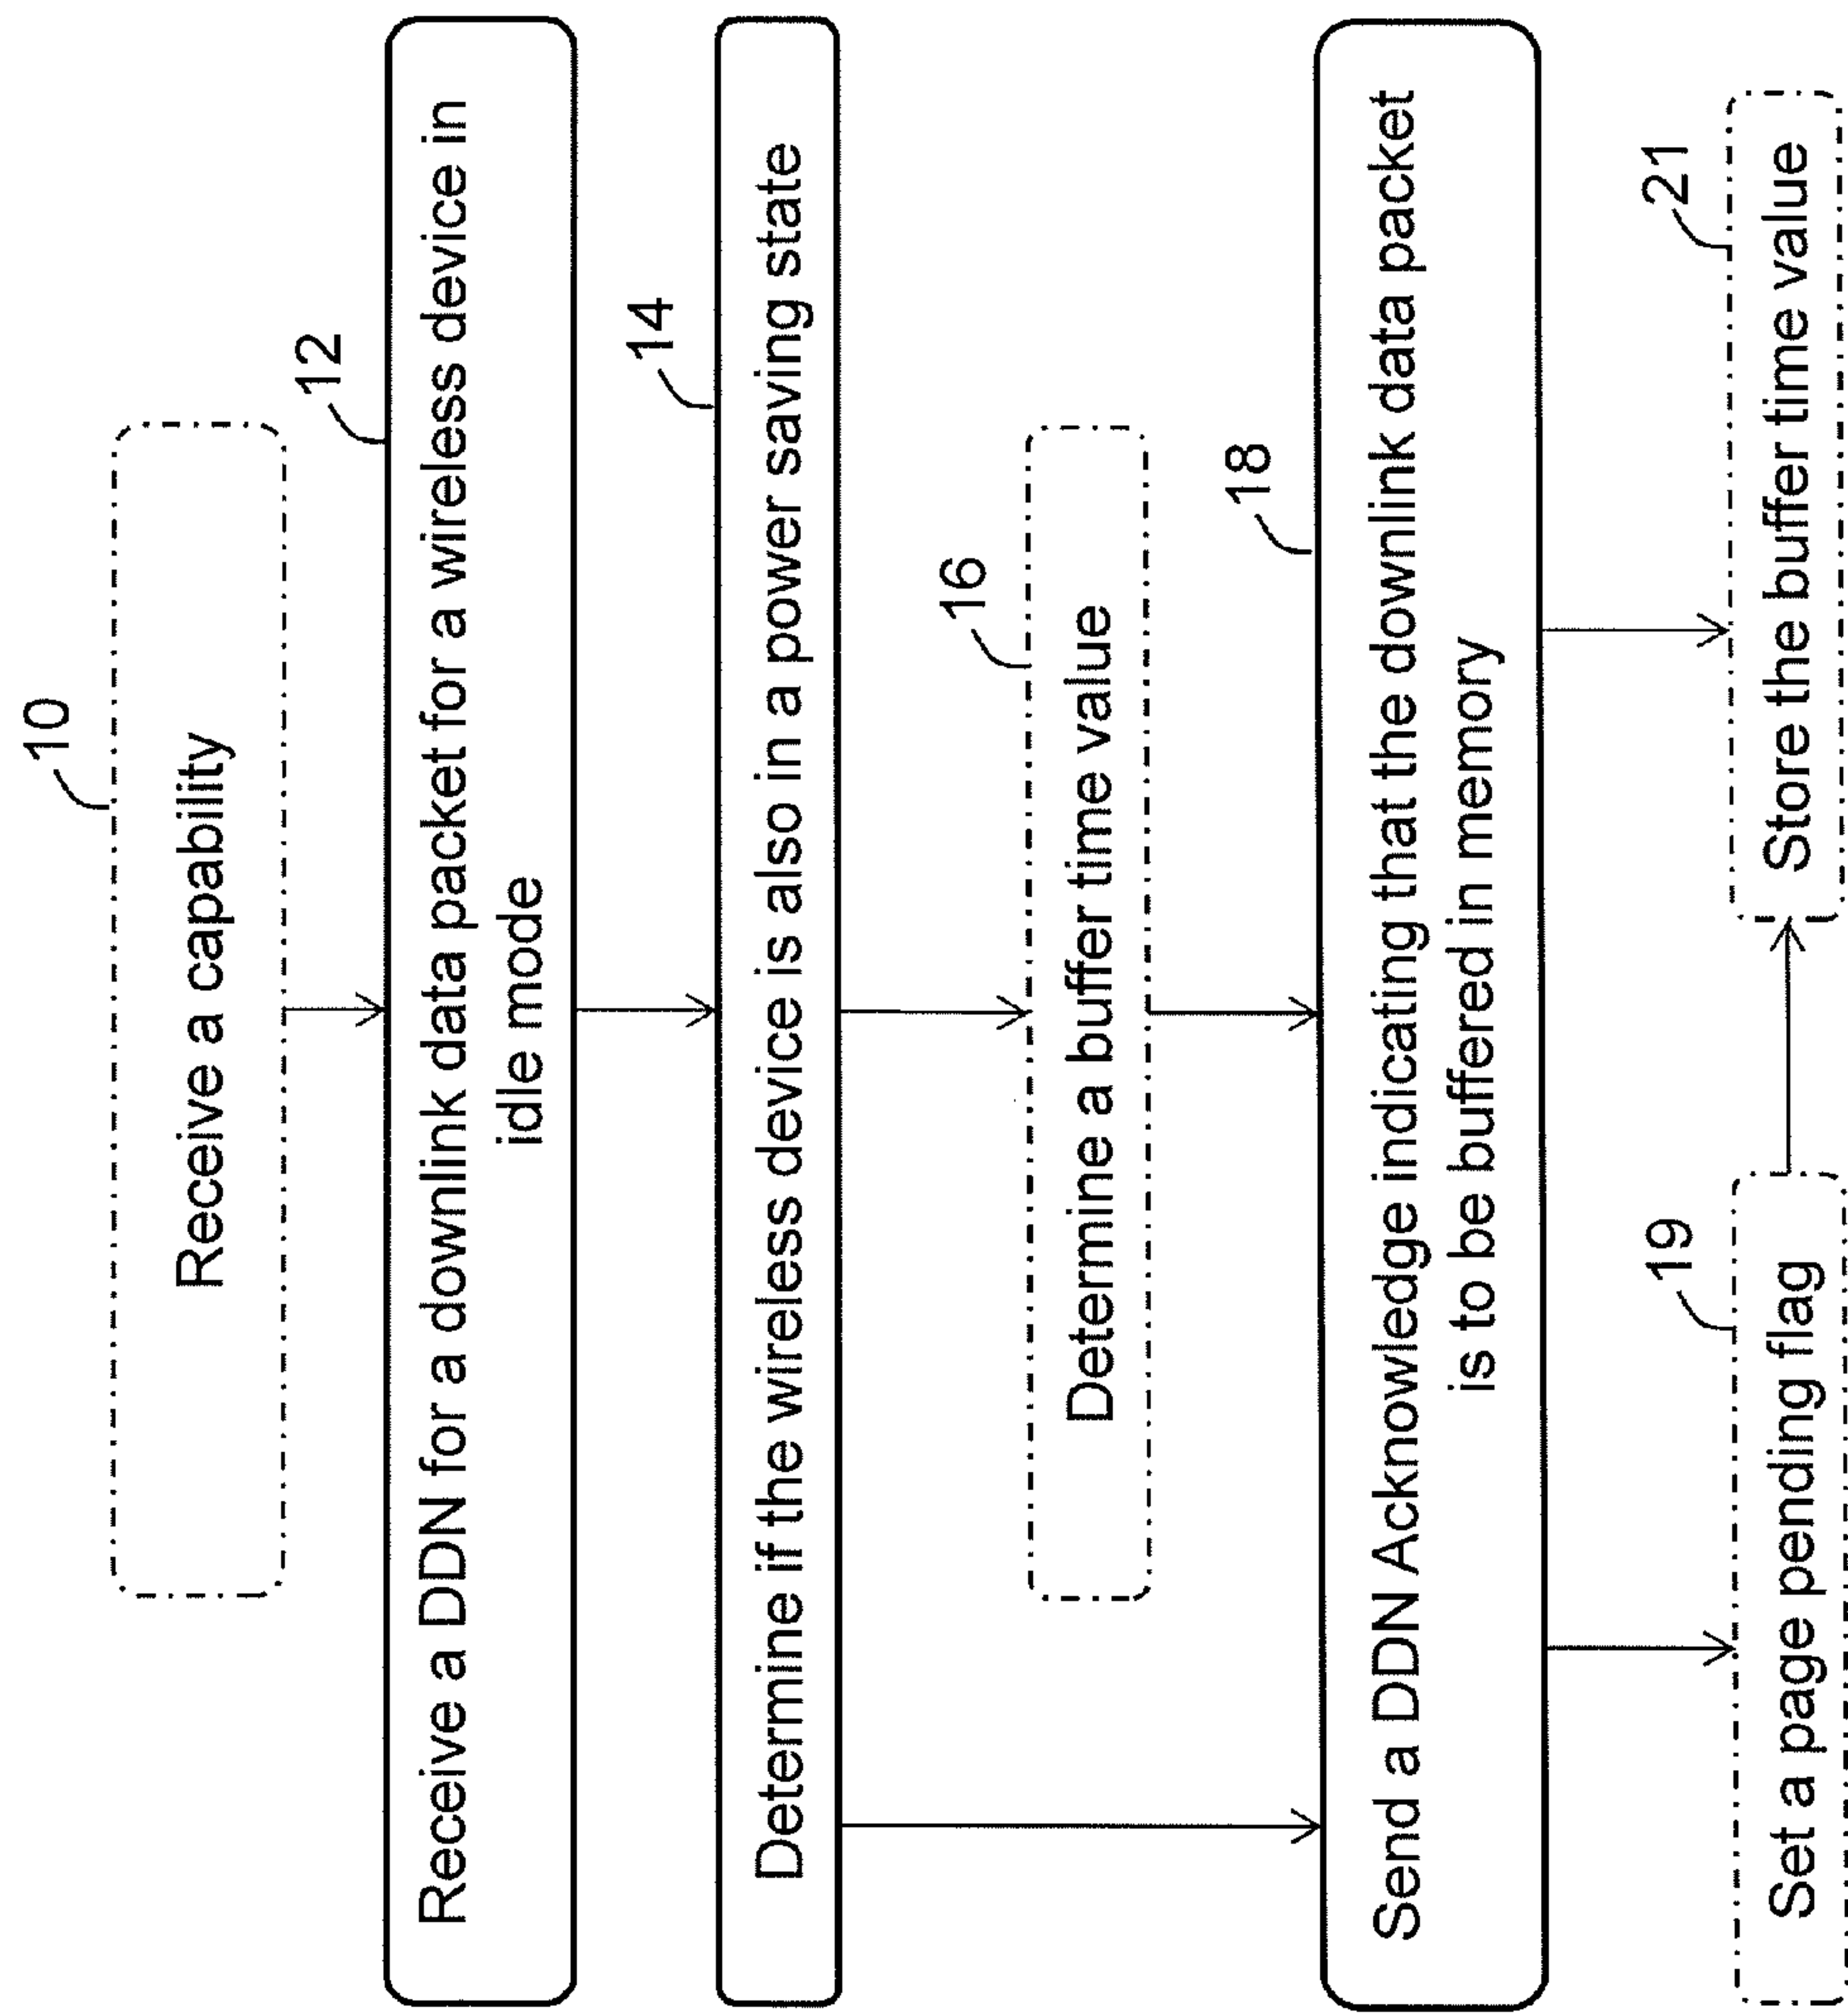 10
Receive a capability
12
Receive a DDN for a downlink data packet for a wireless device in
idle mode
14
Determine if the wireless device is also in a power saving state
16
Determine a buffer time value
18
Send a DDN Acknowledge indicating that the downlink data packet
is to be buffered in memory
19
Set a page pending flag
21
Store the buffer time value